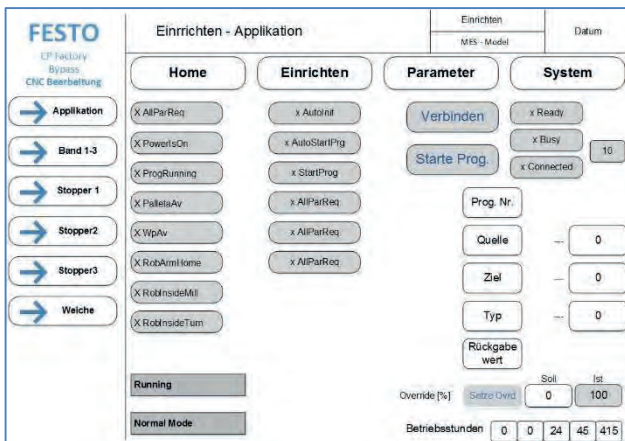 FESTO
CP Factory
Bypass
CNC Bearbeitung
Einrrichten - Applikation
Einrichten
MES - Model
Datum
Home
Einrichten
Parameter
System
Applikation
Band 1-3
Stopper 1
Stopper2
Stopper3
Weiche
X AllParReq
X PowerIsOn
X ProgRunning
X PalletaAv
X WpAv
X RobArmHome
X RobInsideMill
X RobInsideTurn
x AutoInit
x AutoStartPrg
x StartProg
x AllParReq
x AllParReq
x AllParReq
Verbinden
Starte Prog.
x Ready
x Busy
x Connected
10
Prog. Nr.
Quelle --- 0
Ziel --- 0
Typ --- 0
Rückgabe
wert
Running
Normal Mode
Soll Ist
Override [%] Setze Ovrd 0 100
Betriebsstunden 0 0 24 45 415